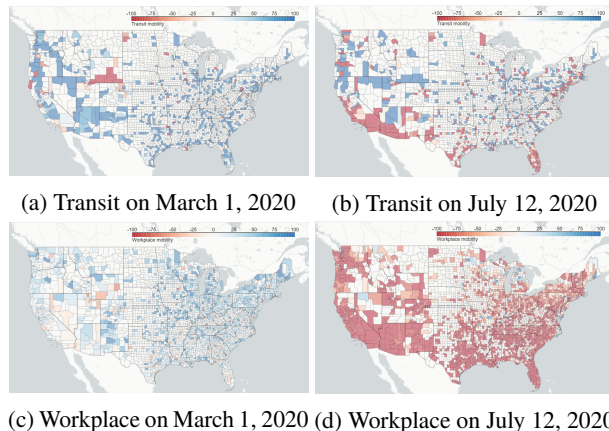 -100 -75 -50 -25 0 25 50 75 100
Transit mobility
-100 -75 -50 -25 0 25 50 75 100
Transit mobility
(a) Transit on March 1, 2020 (b) Transit on July 12, 2020
-100 -75 -50 -25 0 25 50 75 100
Workplace mobility
-100 -75 -50 -25 0 25 50 75 100
Workplace mobility
(c) Workplace on March 1, 2020 (d) Workplace on July 12, 2020